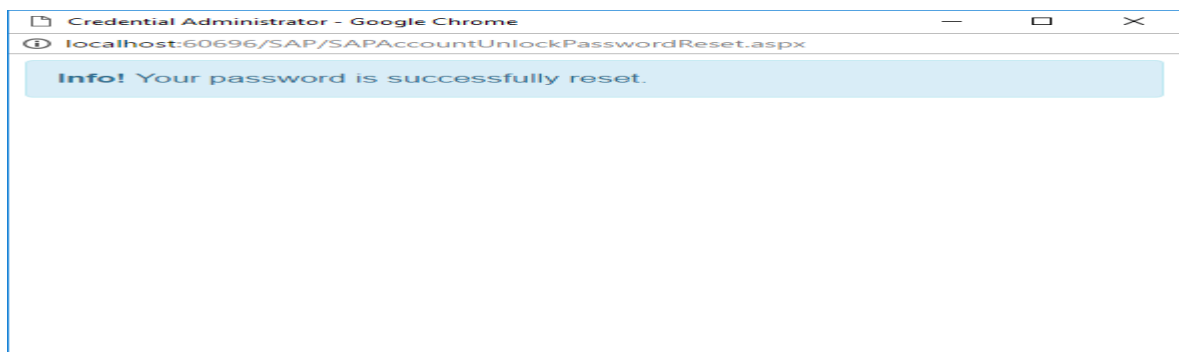 Credential Administrator - Google Chrome
localhost:60696/SAP/SAPAccountUnlockPasswordReset.aspx
Info! Your password is successfully reset.